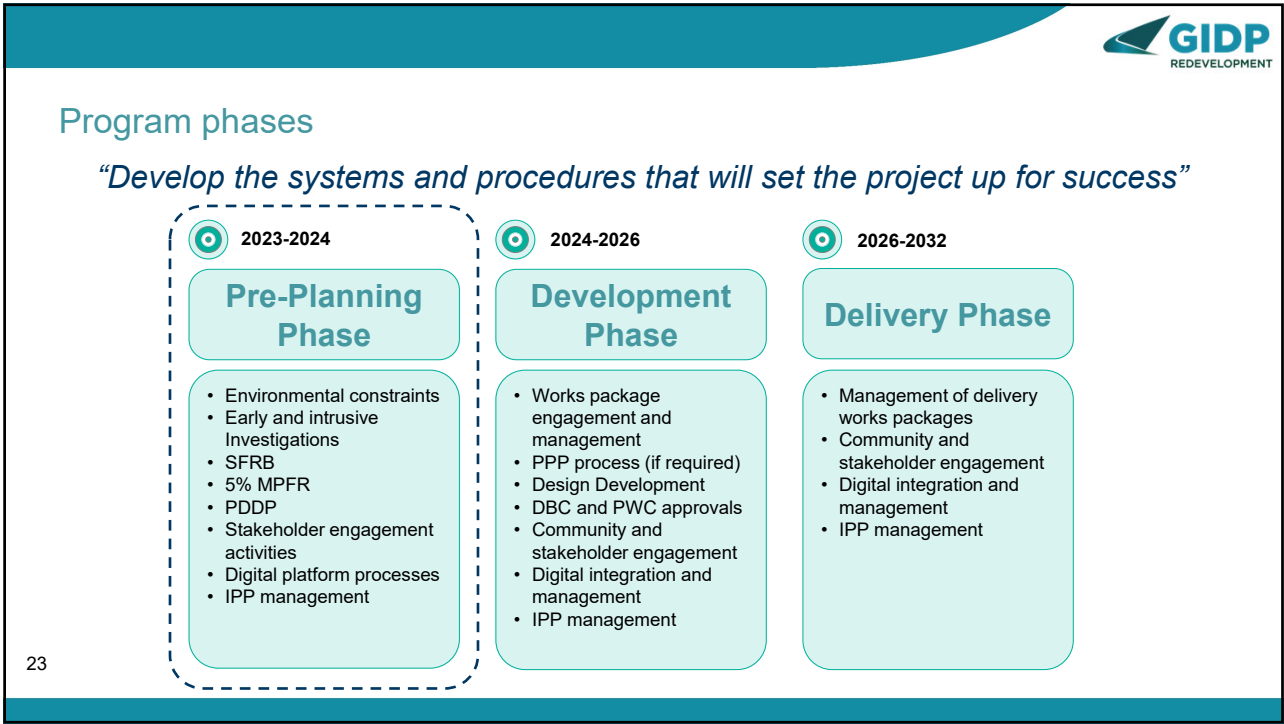 GIDP
REDEVELOPMENT
Program phases
“Develop the systems and procedures that will set the project up for success”
2023-2024
Pre-Planning
Phase
• Environmental constraints
• Early and intrusive
Investigations
• SFRB
• 5% MPFR
• PDDP
• Stakeholder engagement
activities
• Digital platform processes
• IPP management
2024-2026
Development
Phase
• Works package
engagement and
management
• PPP process (if required)
• Design Development
• DBC and PWC approvals
• Community and
stakeholder engagement
• Digital integration and
management
• IPP management
2026-2032
Delivery Phase
• Management of delivery
works packages
• Community and
stakeholder engagement
• Digital integration and
management
• IPP management
23